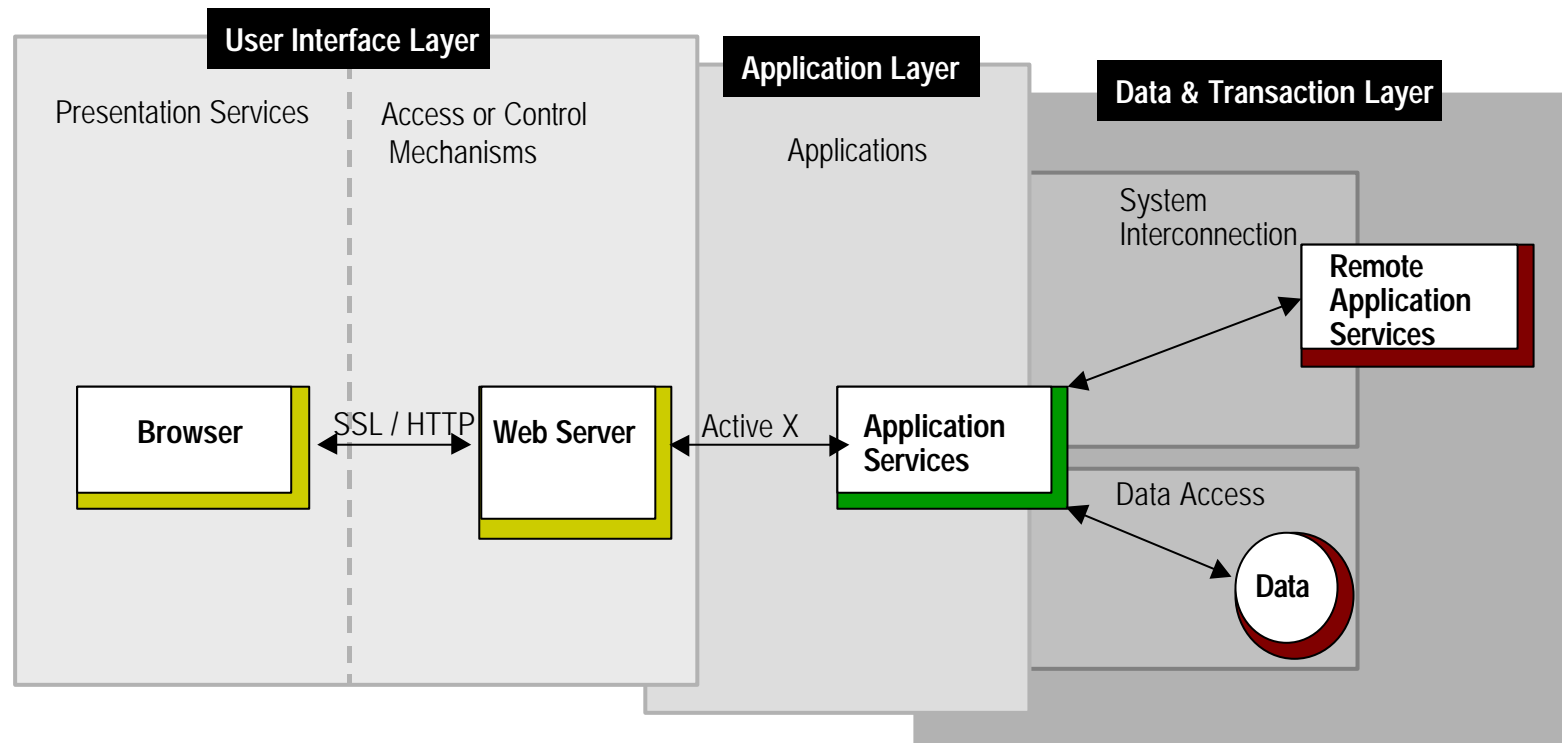 User Interface Layer
Application Layer
Data & Transaction Layer
Presentation Services
Access or Control
Mechanisms
Applications
System
Interconnection
Remote
Application
Services
Browser
SSL / HTTP
Web Server
Active X
Application
Services
Data Access
Data